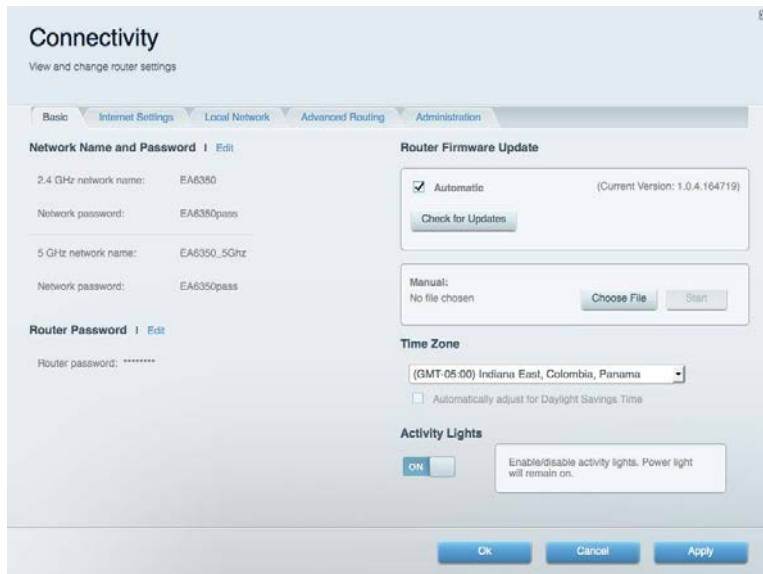 Connectivity
View and change router settings
Basic
Internet Settings
Local Network
Advanced Routing
Administration
Network Name and Password | Edit
2.4 GHz network name: EA6350
Network password: EA6350pass
5 GHz network name: EA6350_5Ghz
Network password: EA6350pass
Router Password | Edit
Router password: ********
Router Firmware Update
Automatic (Current Version: 1.0.4.164719)
Check for Updates
Manual:
No file chosen
Choose File
Start
Time Zone
(GMT-05:00) Indiana East, Colombia, Panama
Automatically adjust for Daylight Savings Time
Activity Lights
ON
Enable/disable activity lights. Power light
will remain on.
Ok
Cancel
Apply